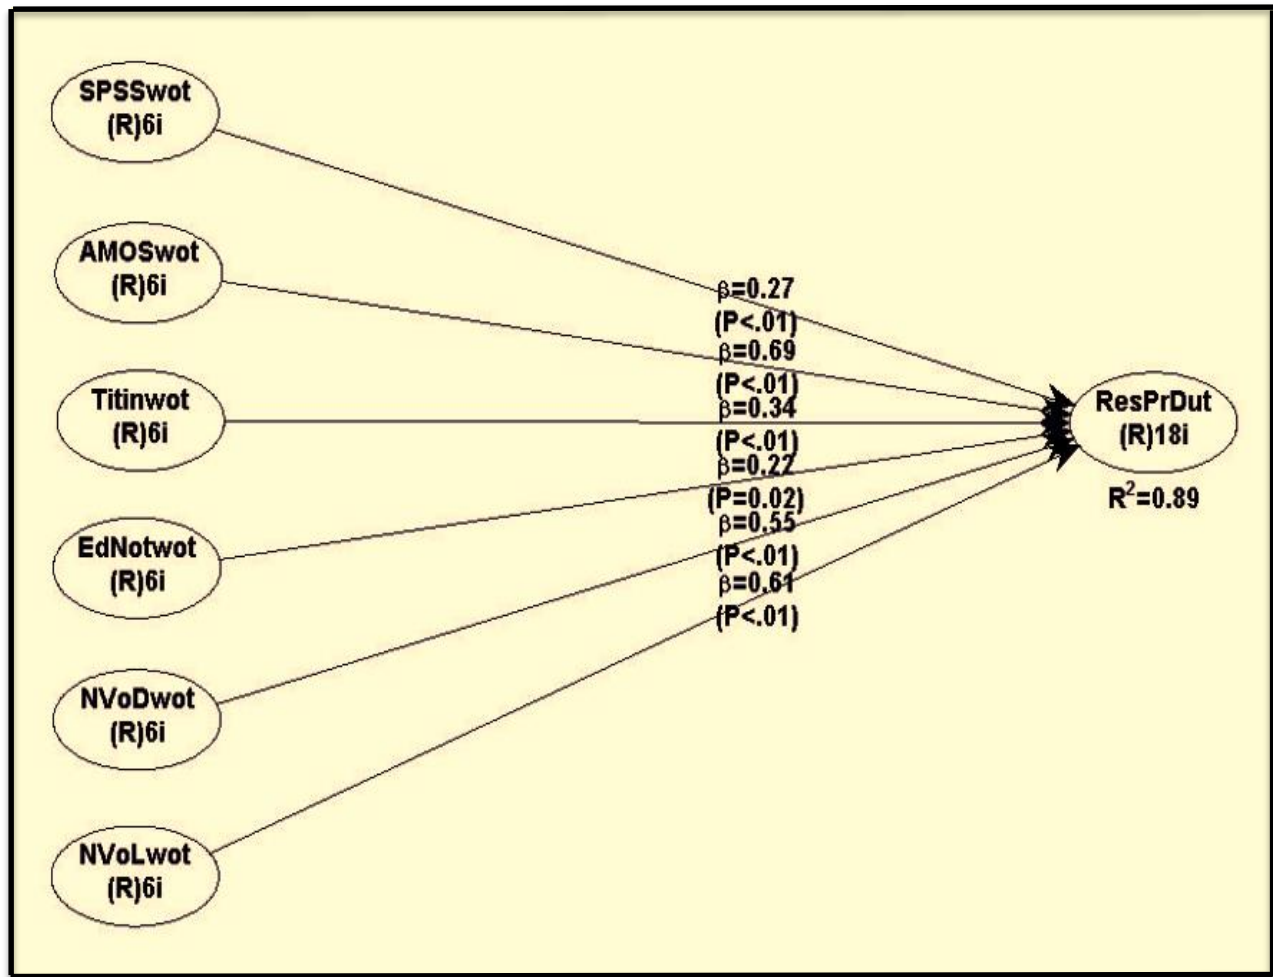 SPSSwot
(R)6i
AMOSwot
(R)6i
Titinwot
(R)6i
EdNotwot
(R)6i
NVoDwot
(R)6i
NVoLwot
(R)6i
β=0.27
(P<.01)
β=0.69
(P<.01)
β=0.34
(P<.01)
β=0.22
(P=0.02)
β=0.55
(P<.01)
β=0.61
(P<.01)
ResPrDut
(R)18i
R²=0.89